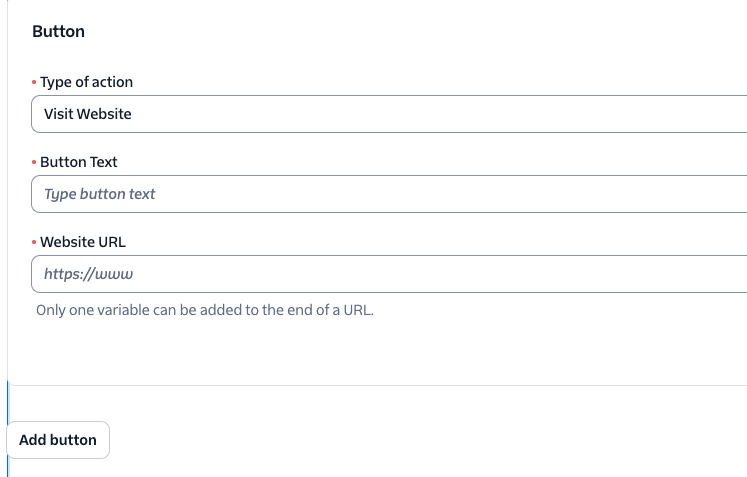 Button
• Type of action
Visit Website
• Button Text
Type button text
• Website URL
https://www
Only one variable can be added to the end of a URL.
Add button